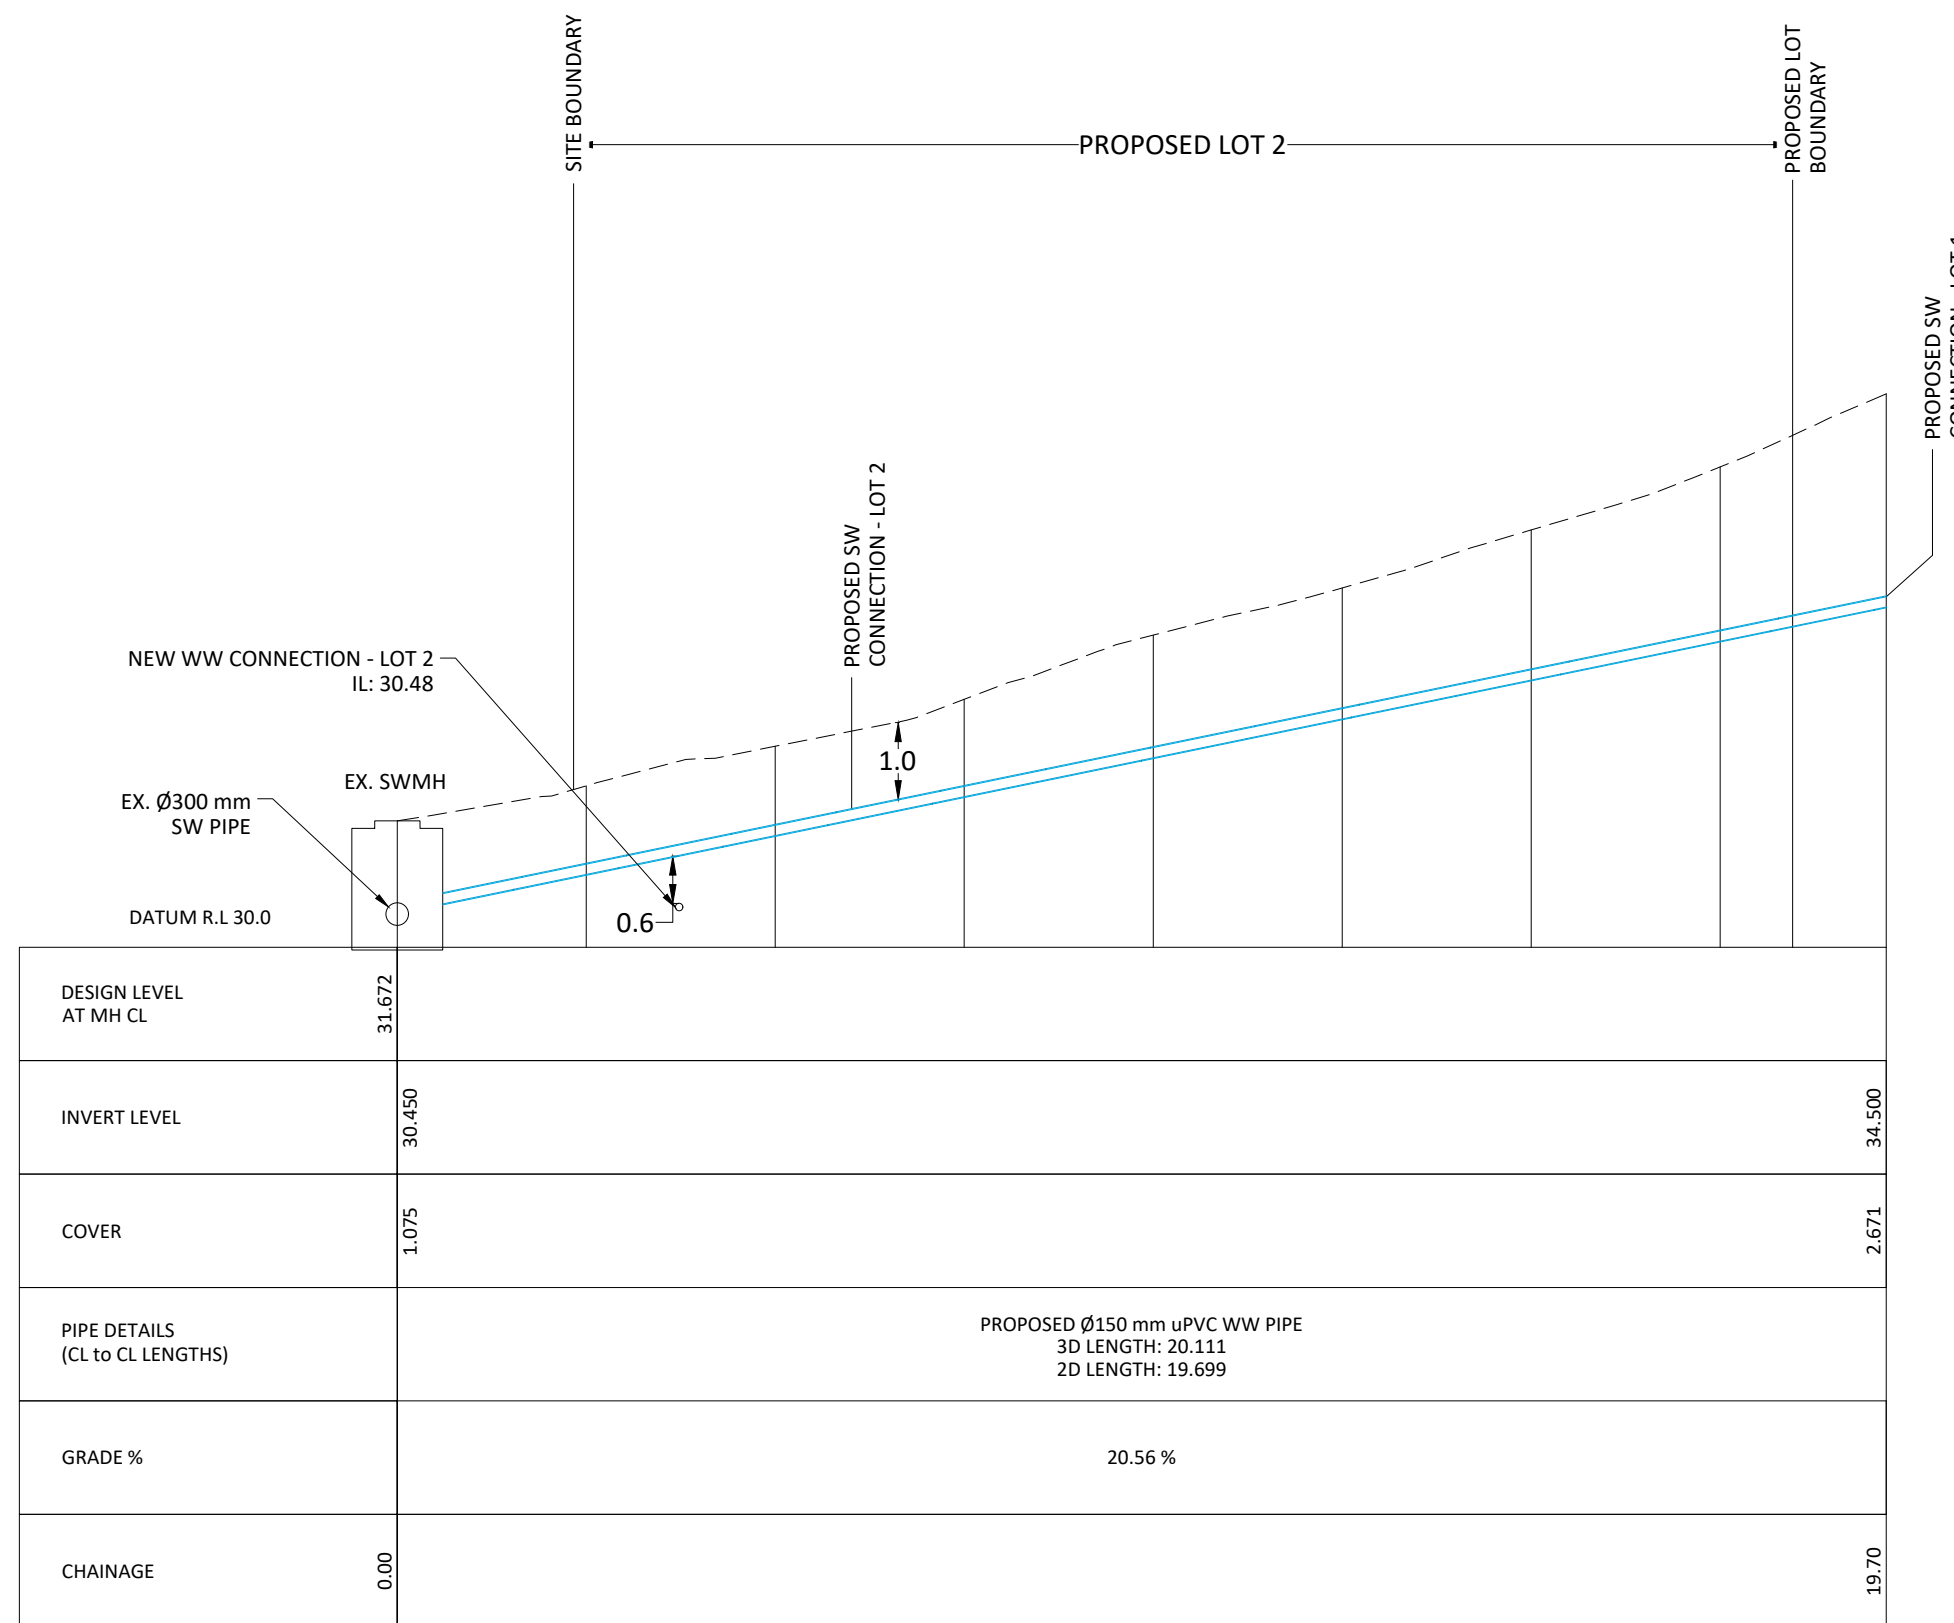 SITE BOUNDARY
PROPOSED LOT 2
PROPOSED LOT
BOUNDARY
PROPOSED SW
CONNECTION - LOT 1
PROPOSED SW
CONNECTION - LOT 2
1.0
NEW WW CONNECTION - LOT 2
IL: 30.48
EX. SWMH
EX. Ø300 mm
SW PIPE
DATUM R.L 30.0
0.6
DESIGN LEVEL
AT MH CL
31.672
INVERT LEVEL
30.450
34.500
COVER
1.075
2.671
PIPE DETAILS
(CL to CL LENGTHS)
PROPOSED Ø150 mm uPVC WW PIPE
3D LENGTH: 20.111
2D LENGTH: 19.699
GRADE %
20.56 %
CHAINAGE
0.00
19.70